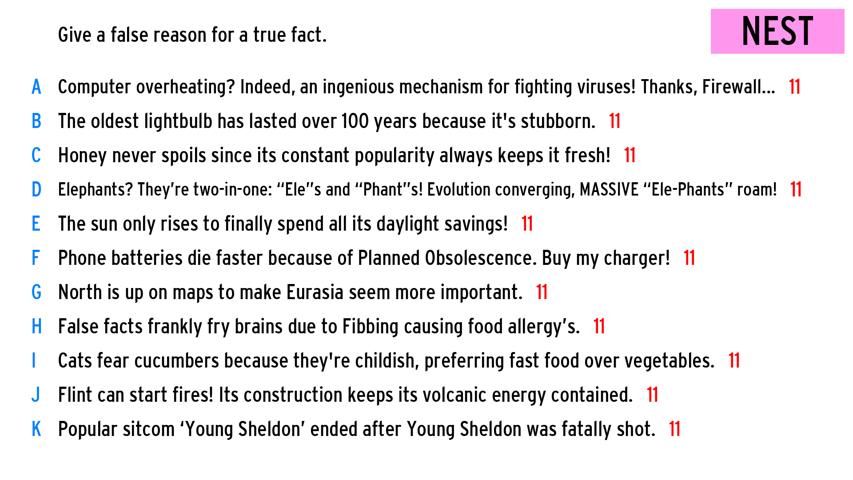 Give a false reason for a true fact.
NEST
A Computer overheating? Indeed, an ingenious mechanism for fighting viruses! Thanks, Firewall... 11
B The oldest lightbulb has lasted over 100 years because it's stubborn. 11
C Honey never spoils since its constant popularity always keeps it fresh! 11
D Elephants? They're two-in-one: “Ele”s and “Phant”s! Evolution converging, MASSIVE “Ele-Phants” roam! 11
E The sun only rises to finally spend all its daylight savings! 11
F Phone batteries die faster because of Planned Obsolescence. Buy my charger! 11
G North is up on maps to make Eurasia seem more important. 11
H False facts frankly fry brains due to Fibbing causing food allergy’s. 11
I Cats fear cucumbers because they're childish, preferring fast food over vegetables. 11
J Flint can start fires! Its construction keeps its volcanic energy contained. 11
K Popular sitcom ‘Young Sheldon’ ended after Young Sheldon was fatally shot. 11